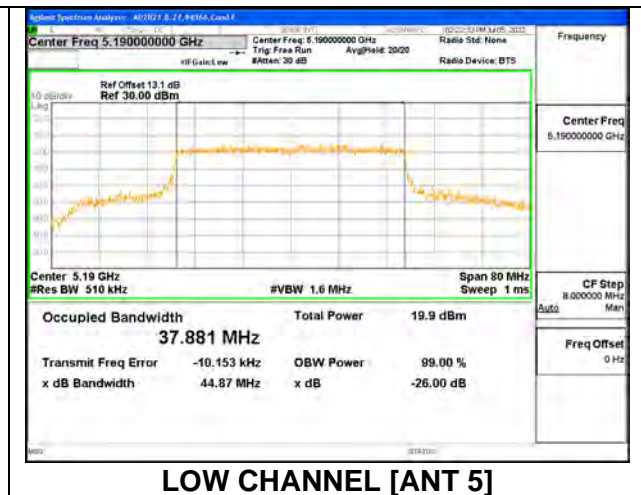 Agilent Spectrum Analyzer
Center Freq 5.190000000 GHz
Center Freq: 5.190000000 GHz
Radio Std: None
Frequency
Trig: Free Run
Avg|Hold: 20/20
#IFGain:Low
#Atten: 30 dB
Radio Device: BTS
Ref Offset 13.1 dB
10 dB/div
Ref 30.00 dBm
Log
Center Freq
5.190000000 GHz
Center 5.19 GHz
Span 80 MHz
#Res BW 510 kHz
#VBW 1.6 MHz
Sweep 1 ms
CF Step
8.000000 MHz
Auto
Man
Occupied Bandwidth
Total Power
19.9 dBm
37.881 MHz
Freq Offset
0 Hz
Transmit Freq Error
-10.153 kHz
OBW Power
99.00 %
x dB Bandwidth
44.87 MHz
x dB
-26.00 dB
MSG
STATUS
LOW CHANNEL [ANT 5]